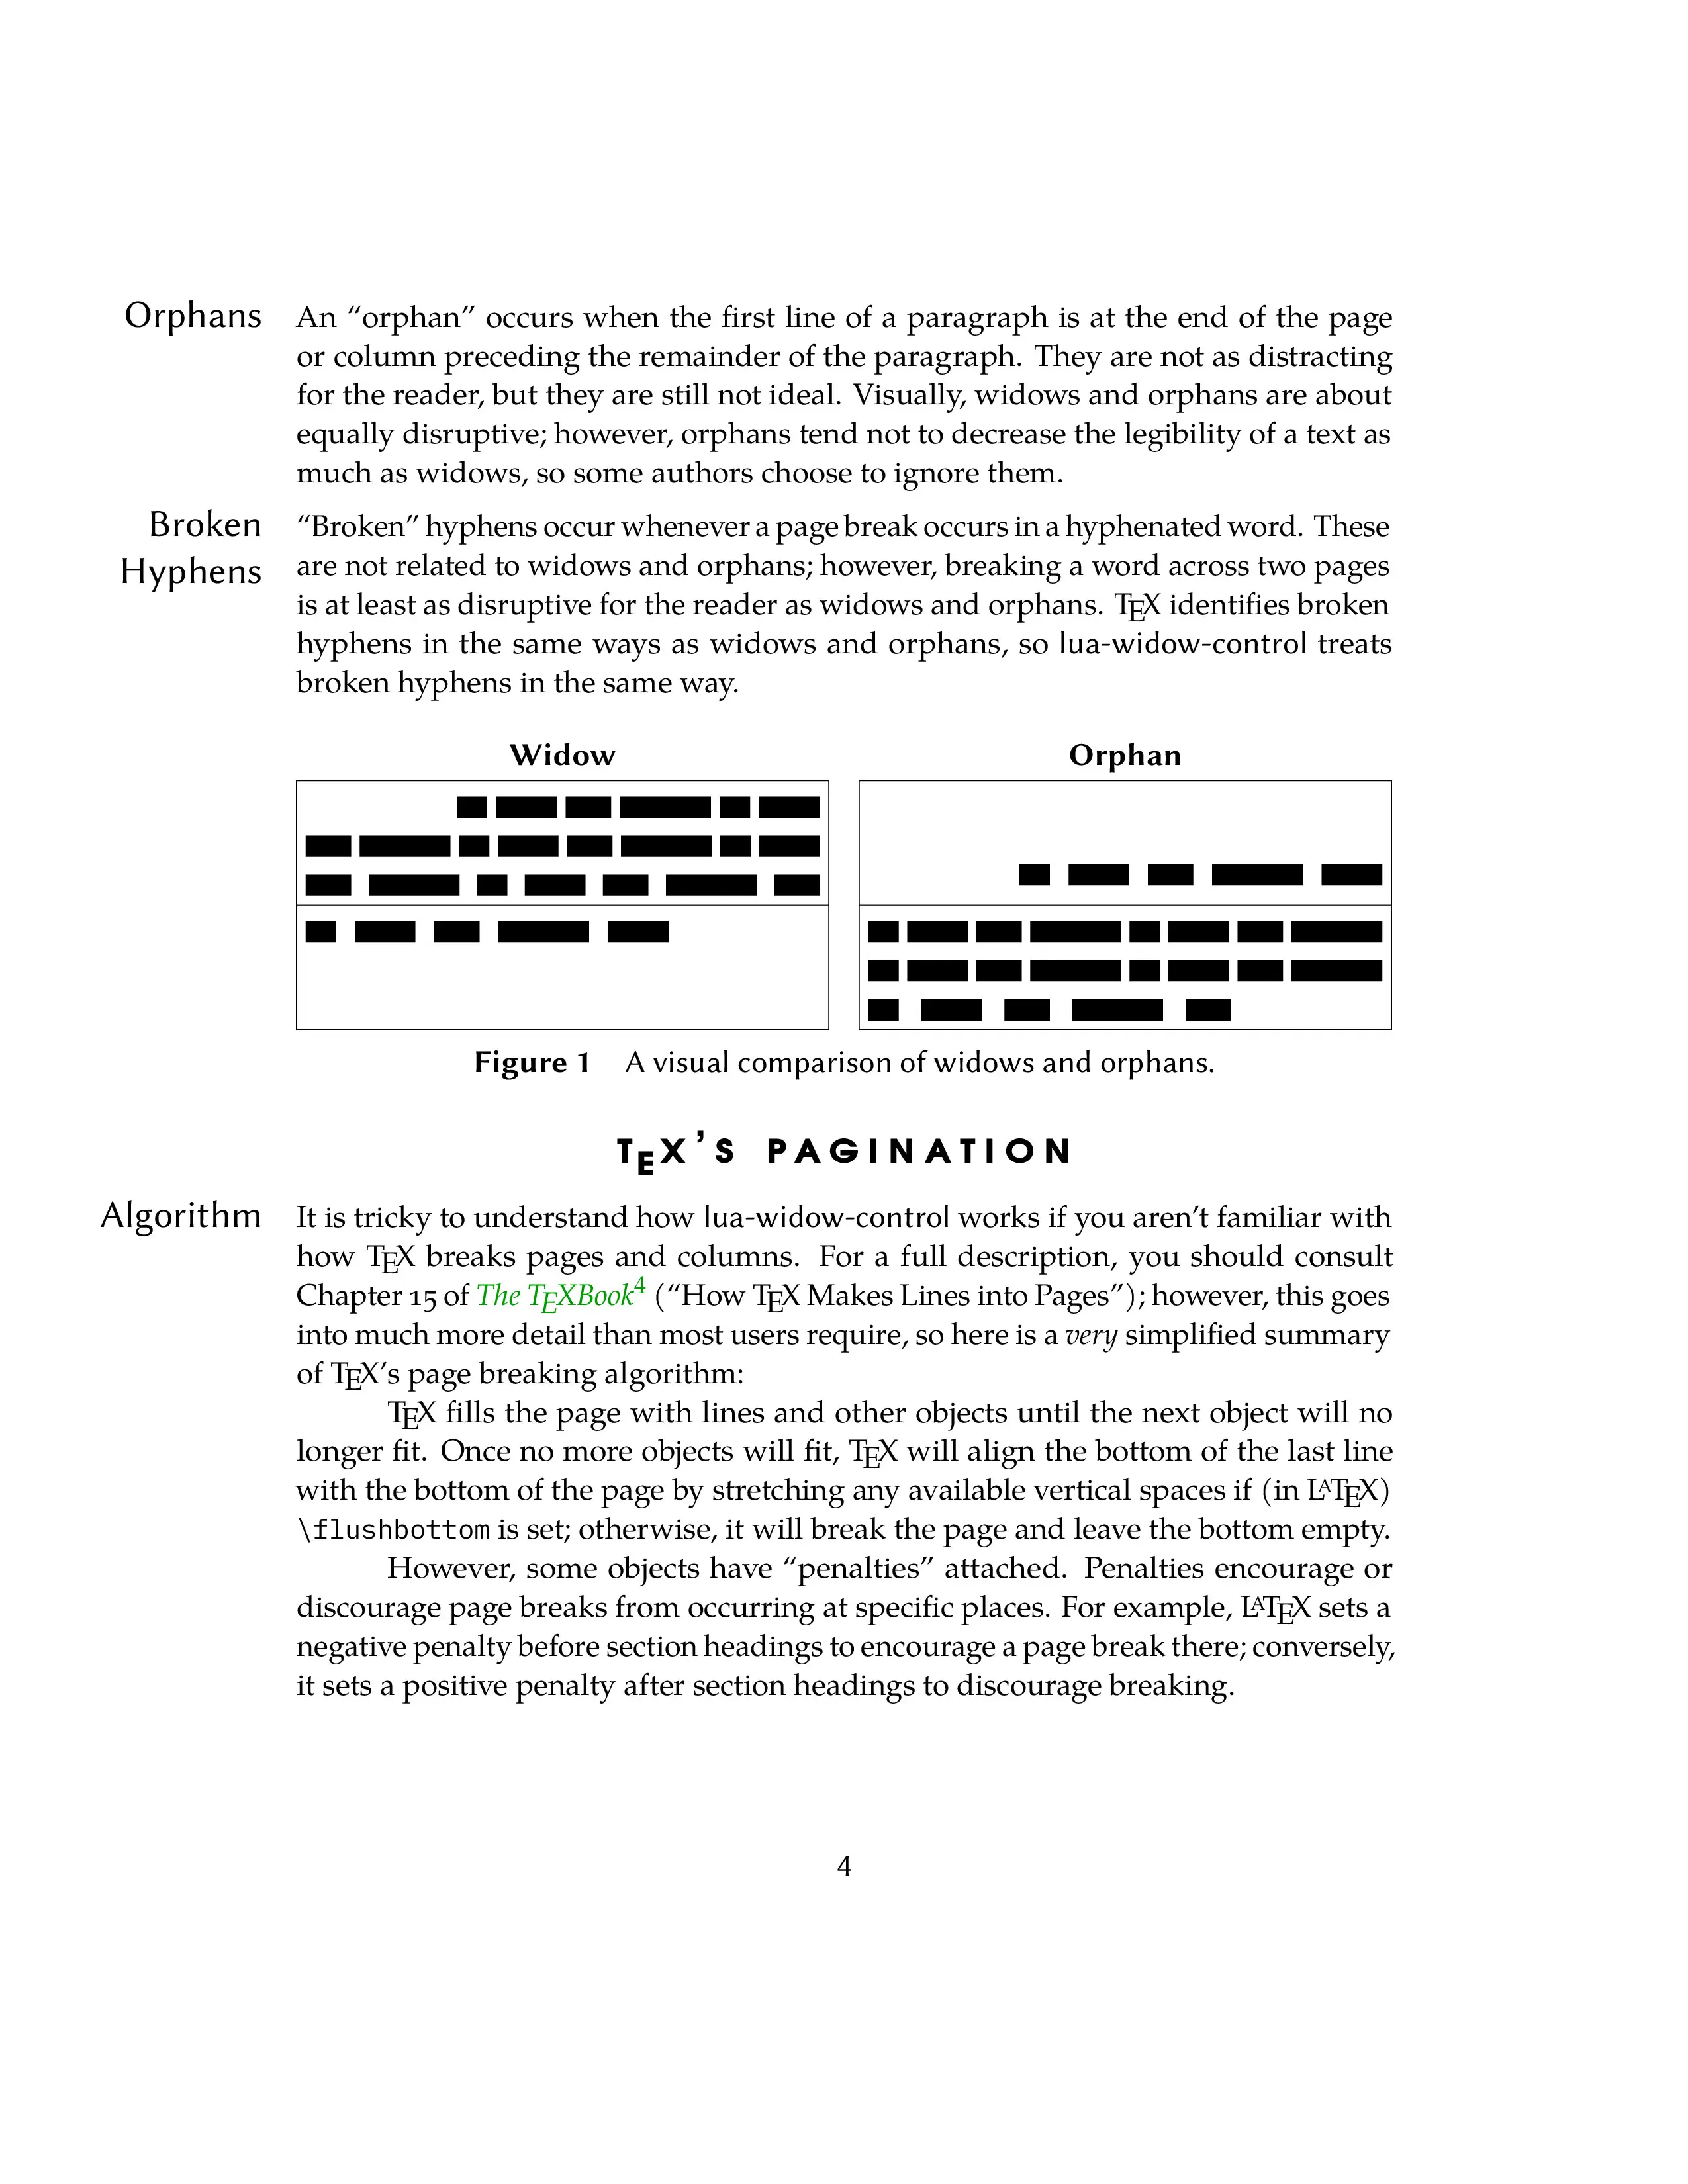 Orphans
An “orphan” occurs when the first line of a paragraph is at the end of the page
or column preceding the remainder of the paragraph. They are not as distracting
for the reader, but they are still not ideal. Visually, widows and orphans are about
equally disruptive; however, orphans tend not to decrease the legibility of a text as
much as widows, so some authors choose to ignore them.
Broken
Hyphens
“Broken” hyphens occur whenever a page break occurs in a hyphenated word. These
are not related to widows and orphans; however, breaking a word across two pages
is at least as disruptive for the reader as widows and orphans. TEX identifies broken
hyphens in the same ways as widows and orphans, so lua-widow-control treats
broken hyphens in the same way.
Widow
Orphan
Figure 1 A visual comparison of widows and orphans.
TEX’S PAGINATION
Algorithm
It is tricky to understand how lua-widow-control works if you aren’t familiar with
how TEX breaks pages and columns. For a full description, you should consult
Chapter 15 of The TEXBook4 (“How TEX Makes Lines into Pages”); however, this goes
into much more detail than most users require, so here is a very simplified summary
of TEX’s page breaking algorithm:
TEX fills the page with lines and other objects until the next object will no
longer fit. Once no more objects will fit, TEX will align the bottom of the last line
with the bottom of the page by stretching any available vertical spaces if (in LATEX)
\flushbottom is set; otherwise, it will break the page and leave the bottom empty.
However, some objects have “penalties” attached. Penalties encourage or
discourage page breaks from occurring at specific places. For example, LATEX sets a
negative penalty before section headings to encourage a page break there; conversely,
it sets a positive penalty after section headings to discourage breaking.
4